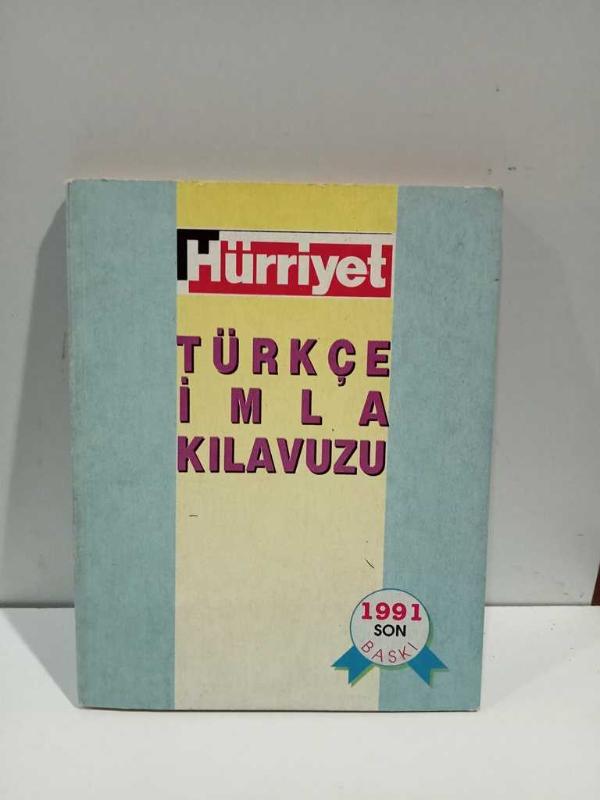 Hürriyet
TÜRKÇE
İMLA
KILAVUZU
1991
SON
BASKI